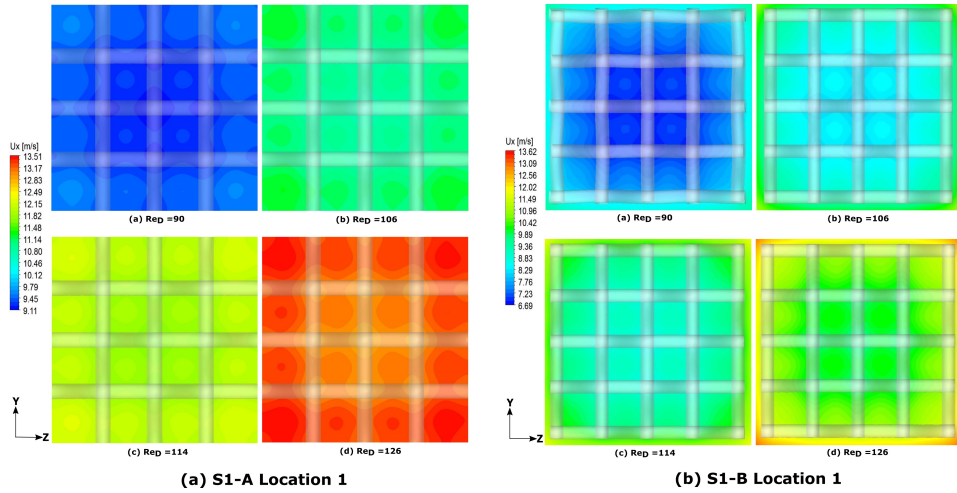 Ux [m/s]
13.51
13.17
12.83
12.49
12.15
11.82
11.48
11.14
10.80
10.46
10.12
9.79
9.45
9.11
(a) ReD =90
(b) ReD =106
(c) ReD =114
(d) ReD =126
Y
Z
(a) S1-A Location 1
Ux [m/s]
13.62
13.09
12.56
12.02
11.49
10.96
10.42
9.89
9.36
8.83
8.29
7.76
7.23
6.69
(a) ReD =90
(b) ReD =106
(c) ReD =114
(d) ReD =126
Y
Z
(b) S1-B Location 1